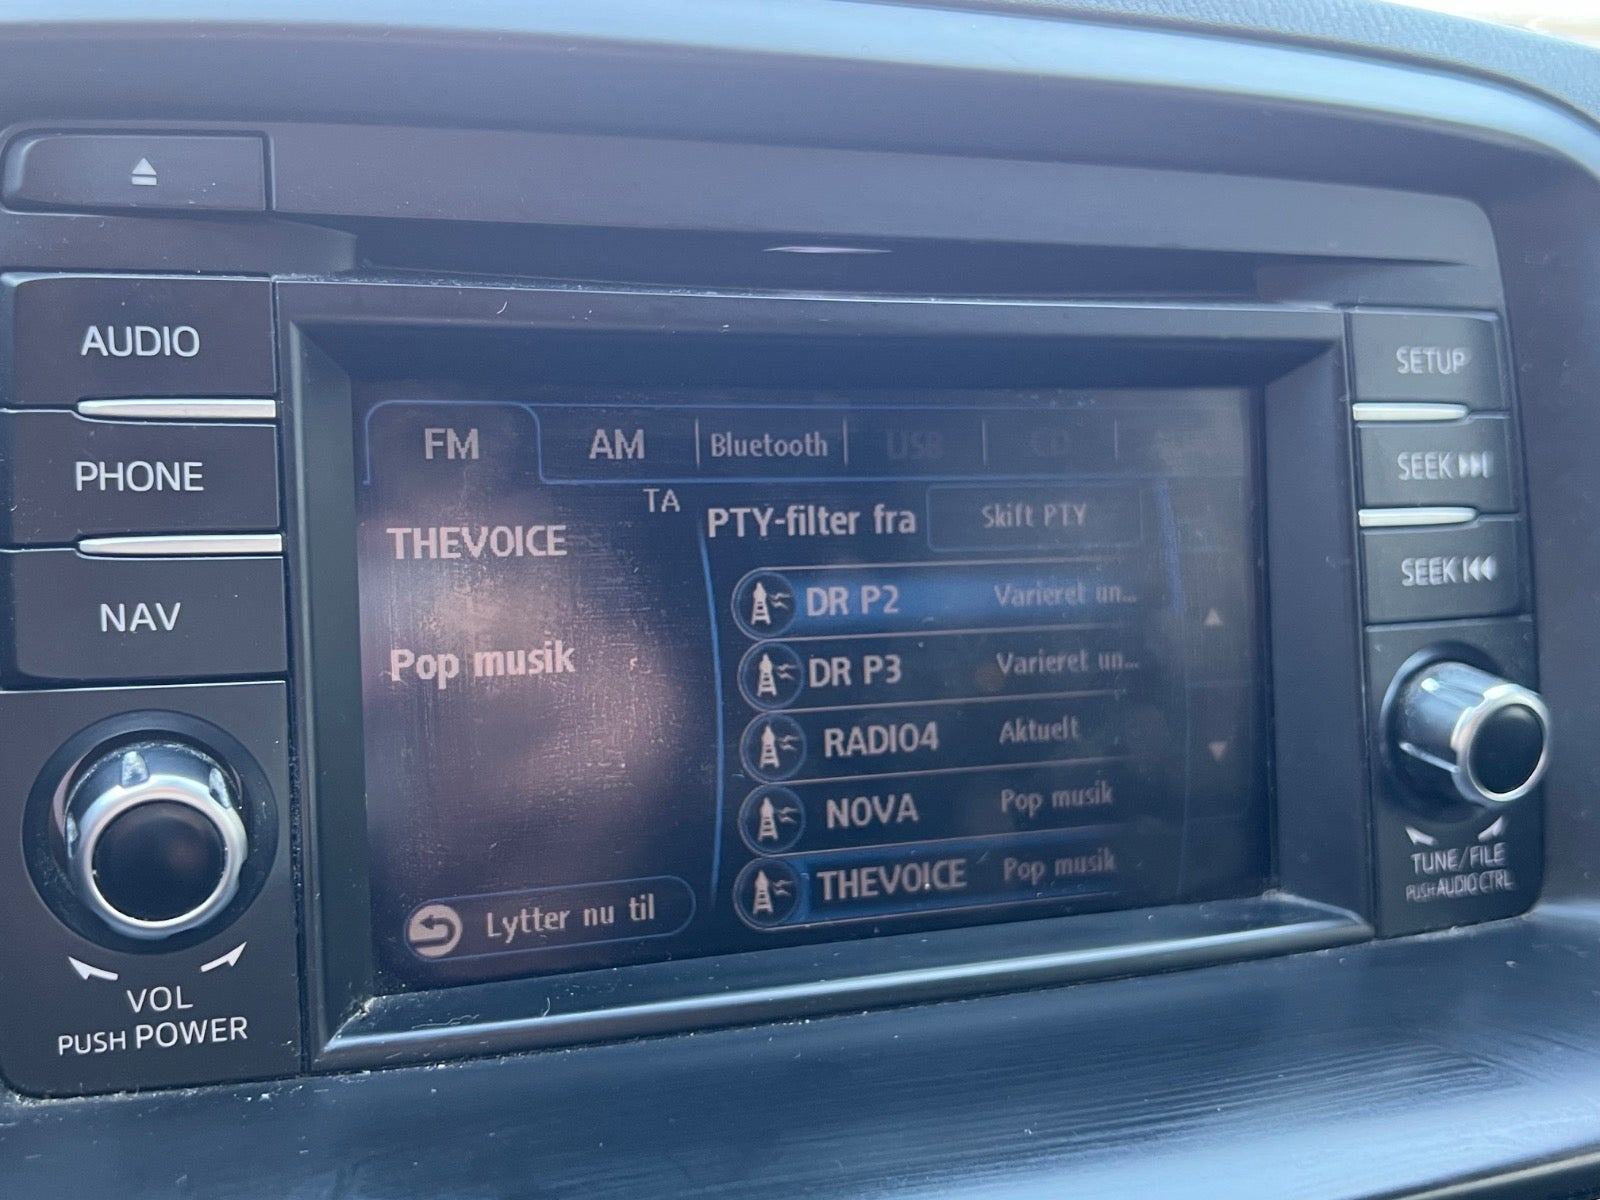 AUDIO
PHONE
NAV
VOL
PUSH POWER
FM
AM
Bluetooth
USB
CD
TA
THEVOICE
Pop musik
Lytter nu til
PTY-filter fra
Skift PTY
DR P2 Varieret un...
DR P3 Varieret un...
RADIO4 Aktuelt
NOVA Pop musik
THEVOICE Pop musik
SETUP
SEEK
SEEK
TUNE/FILE
PUSH AUDIO CTRL